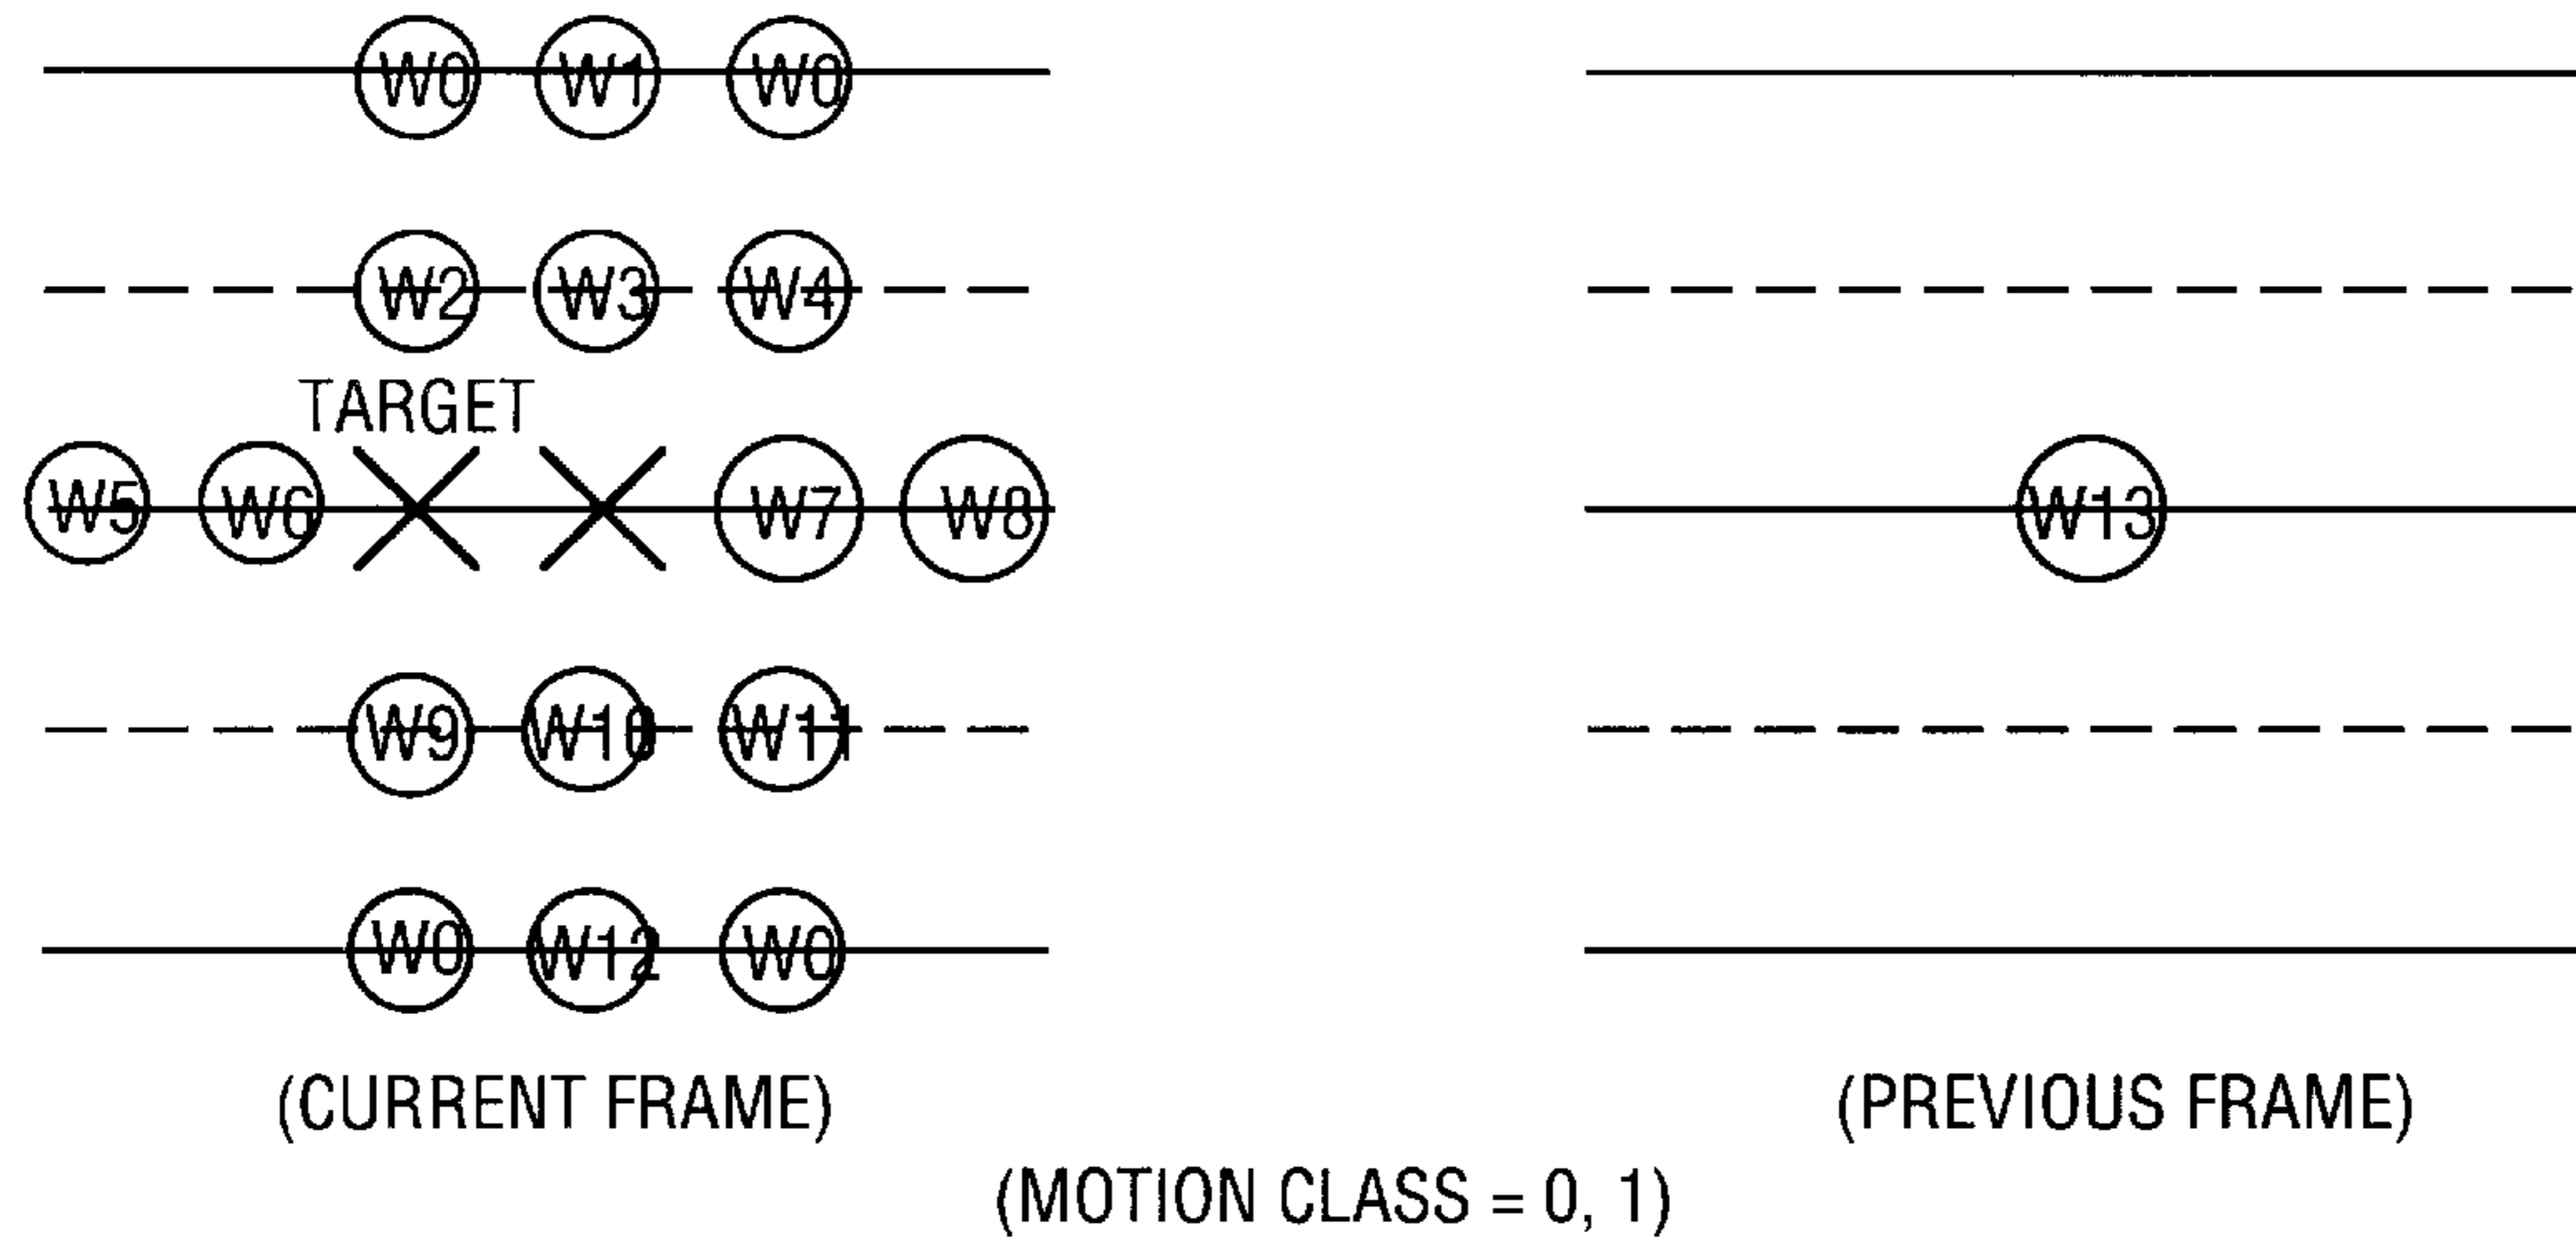 W0 W1 W0
W2 W3 W4
TARGET
W5 W6 W7 W8 W13
W9 W10 W11
W0 W12 W0
(CURRENT FRAME) (PREVIOUS FRAME)
(MOTION CLASS = 0, 1)